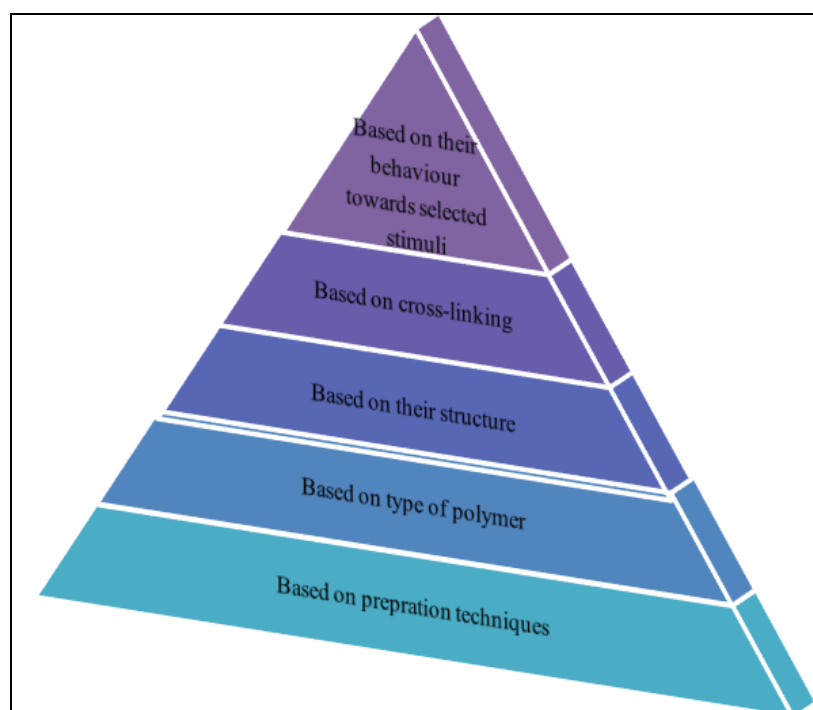 Based on their
behaviour
towards selected
stimuli
Based on cross-linking
Based on their structure
Based on type of polymer
Based on prepration techniques